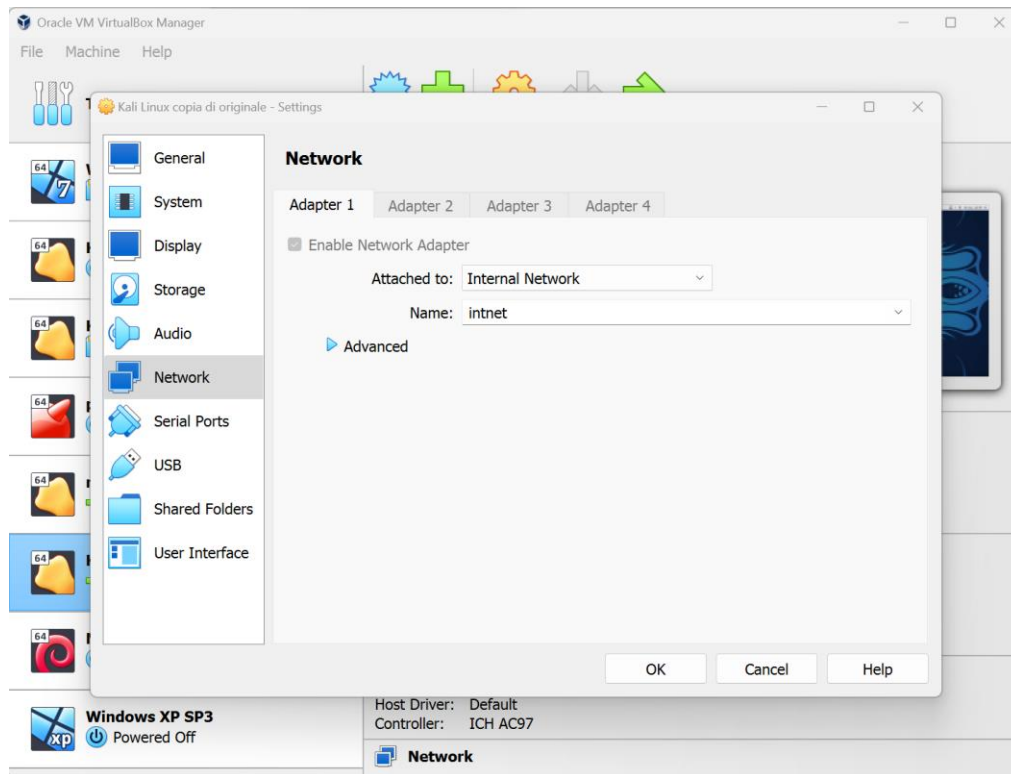 Oracle VM VirtualBox Manager
File Machine Help
Kali Linux copia di originale - Settings
Network
General
System
Display
Storage
Audio
Network
Serial Ports
USB
Shared Folders
User Interface
Adapter 1 Adapter 2 Adapter 3 Adapter 4
Enable Network Adapter
Attached to: Internal Network
Name: intnet
Advanced
OK Cancel Help
64
7
64
64
64
64
64
64
Windows XP SP3
Powered Off
xp
Host Driver: Default
Controller: ICH AC97
Network